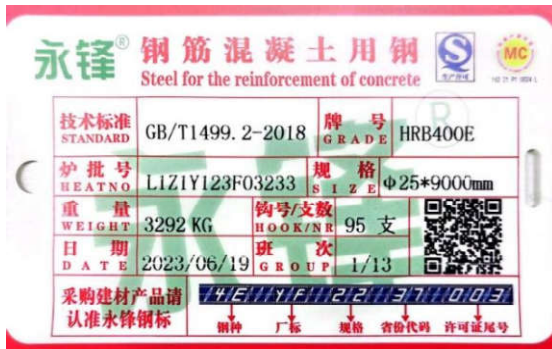 永锋® 钢筋混凝土用钢
Steel for the reinforcement of concrete
MC
技术标准 STANDARD GB/T1499.2-2018 牌号 GRADE HRB400E
炉批号 HEATNO L1Z1Y123F03233 规格 SIZE Φ25*9000mm
重量 WEIGHT 3292 KG 钩号/支数 HOOK/NR 95 支
日期 DATE 2023/06/19 班次 GROUP 1/13
采购建材产品请
认准永锋钢标
4E YF 22 37 003
钢种 厂标 规格 省份代码 许可证尾号
永锋®